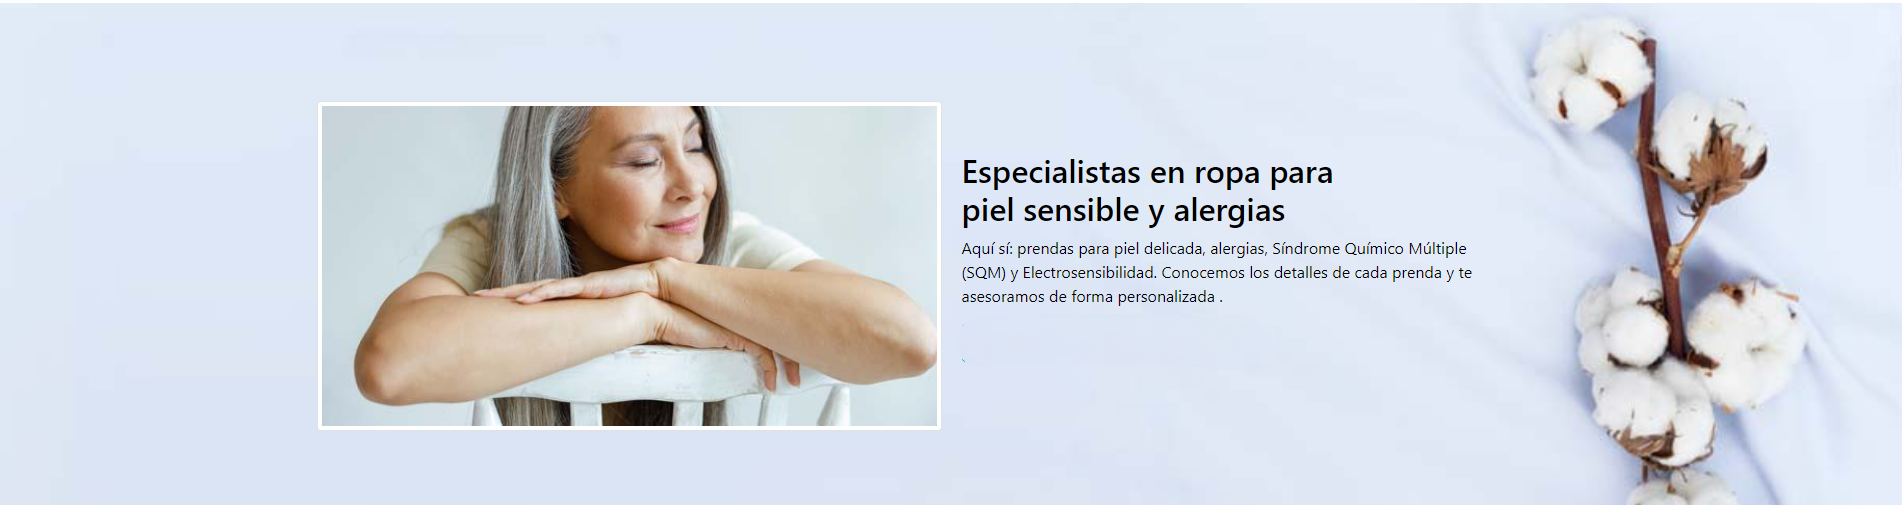 Especialistas en ropa para
piel sensible y alergias
Aquí sí: prendas para piel delicada, alergias, Síndrome Químico Múltiple
(SQM) y Electrosensibilidad. Conocemos los detalles de cada prenda y te
asesoramos de forma personalizada .